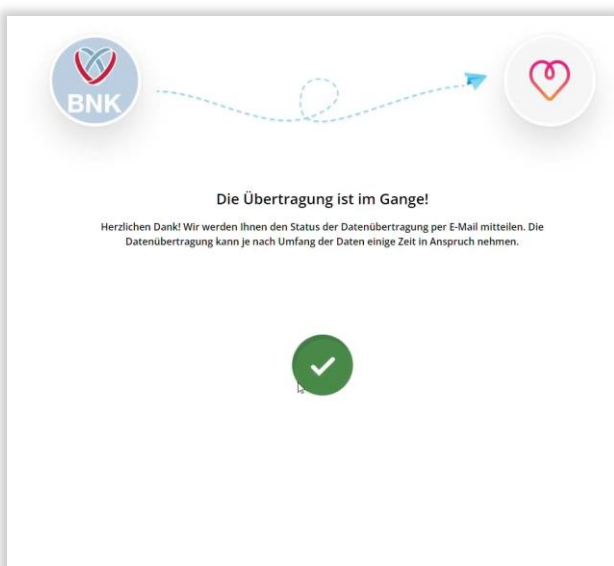 BNK
Die Übertragung ist im Gange!
Herzlichen Dank! Wir werden Ihnen den Status der Datenübertragung per E-Mail mitteilen. Die
Datenübertragung kann je nach Umfang der Daten einige Zeit in Anspruch nehmen.